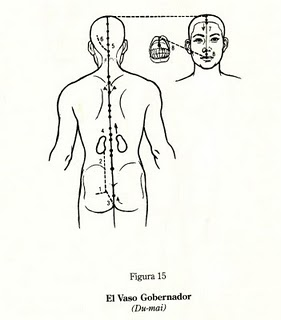 Figura 15
El Vaso Gobernador
(Du-mai)